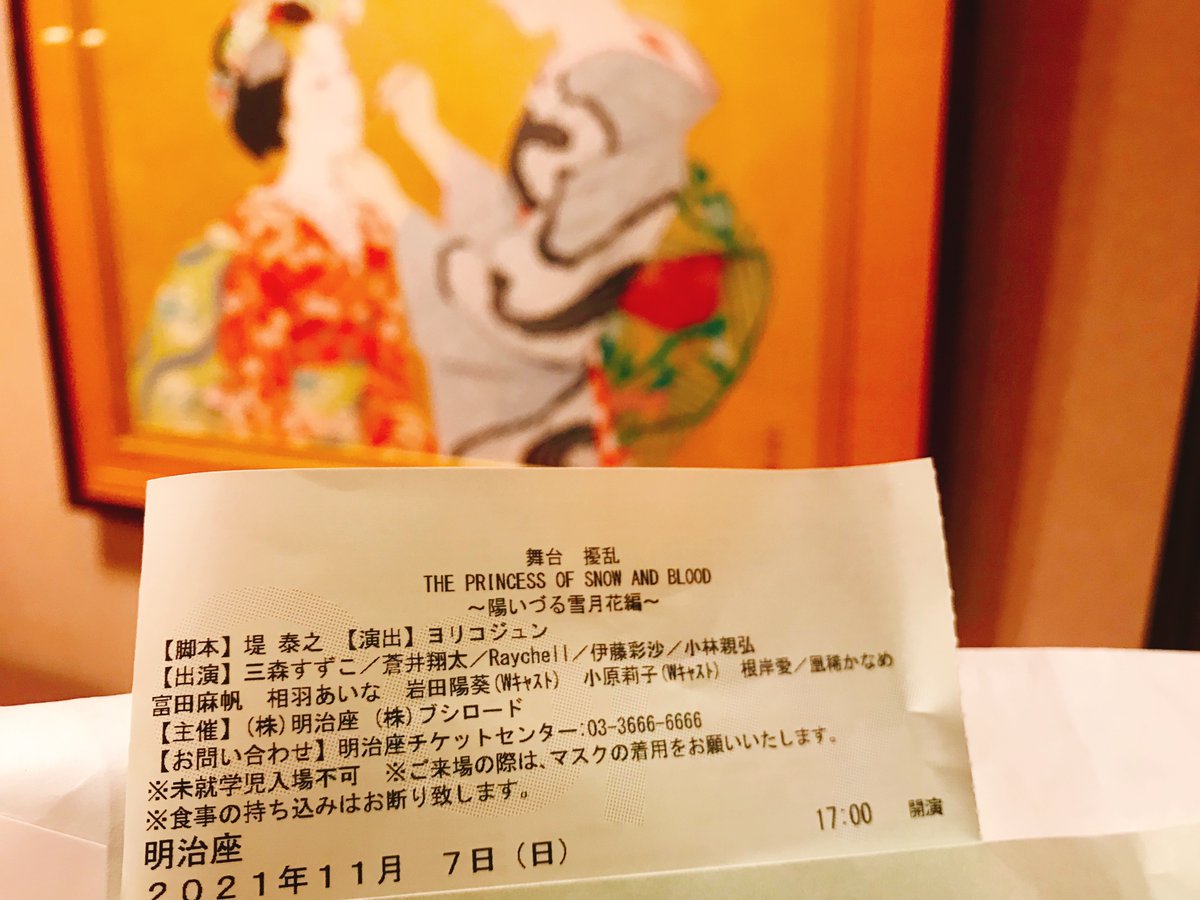 舞台 擾乱
THE PRINCESS OF SNOW AND BLOOD
～陽いづる雪月花編～
【脚本】堤 泰之 【演出】ヨリコジュン
【出演】三森すずこ／蒼井翔太／Raychell／伊藤彩沙／小林親弘
富田麻帆 相羽あいな 岩田陽葵(Wｷｬｽﾄ) 小原莉子(Wｷｬｽﾄ) 根岸愛／凰稀かなめ
【主催】(株)明治座 (株)ブシロード
【お問い合わせ】明治座チケットセンター:03-3666-6666
※未就学児入場不可 ※ご来場の際は、マスクの着用をお願いいたします。
※食事の持ち込みはお断り致します。
明治座 17:00 開演
２０２１年１１月 ７日（日）